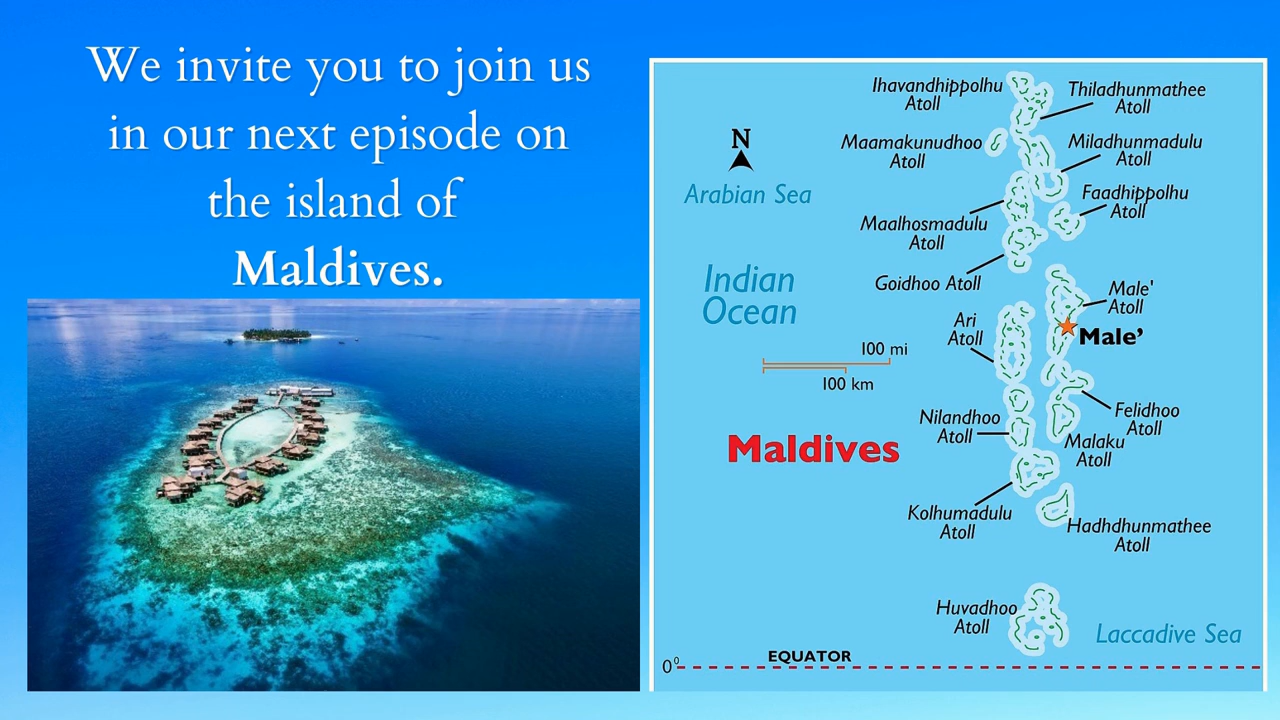 We invite you to join us
in our next episode on
the island of
Maldives.
Ihavandhippolhu
Atoll
Thiladhunmathee
Atoll
N
Maamakunudhoo
Atoll
Miladhunmadulu
Atoll
Arabian Sea
Faadhippolhu
Atoll
Maalhosmadulu
Atoll
Indian
Ocean
Goidhoo Atoll
Male'
Atoll
Ari
Atoll
Male’
100 mi
100 km
Nilandhoo
Atoll
Felidhoo
Atoll
Malaku
Atoll
Maldives
Kolhumadulu
Atoll
Hadhdhunmathee
Atoll
Huvadhoo
Atoll
Laccadive Sea
EQUATOR
0⁰